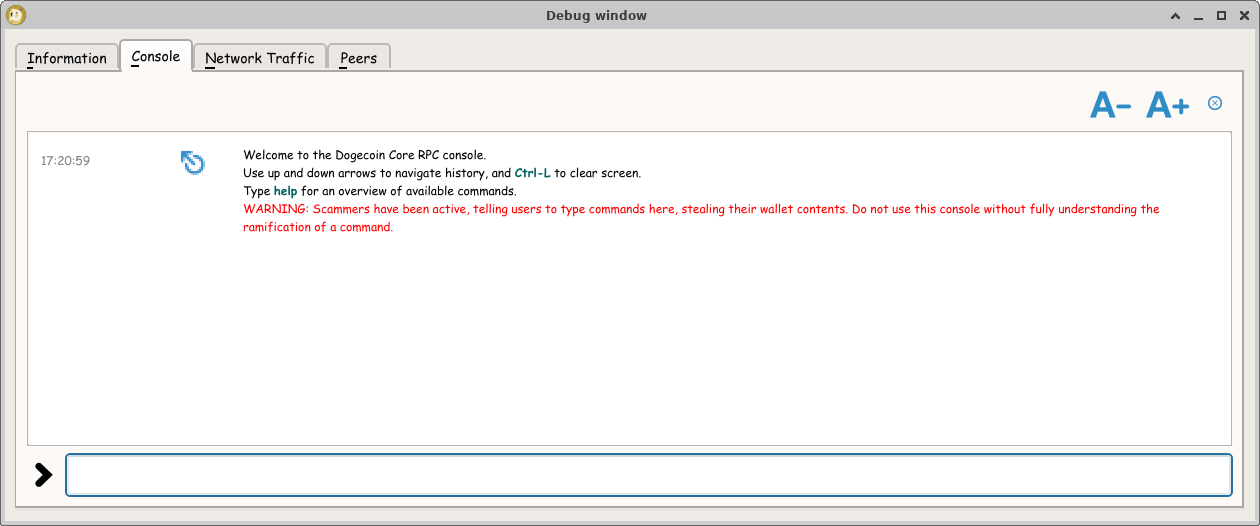 Debug window
Information Console Network Traffic Peers
A- A+
17:20:59 Welcome to the Dogecoin Core RPC console.
Use up and down arrows to navigate history, and Ctrl-L to clear screen.
Type help for an overview of available commands.
WARNING: Scammers have been active, telling users to type commands here, stealing their wallet contents. Do not use this console without fully understanding the
ramification of a command.